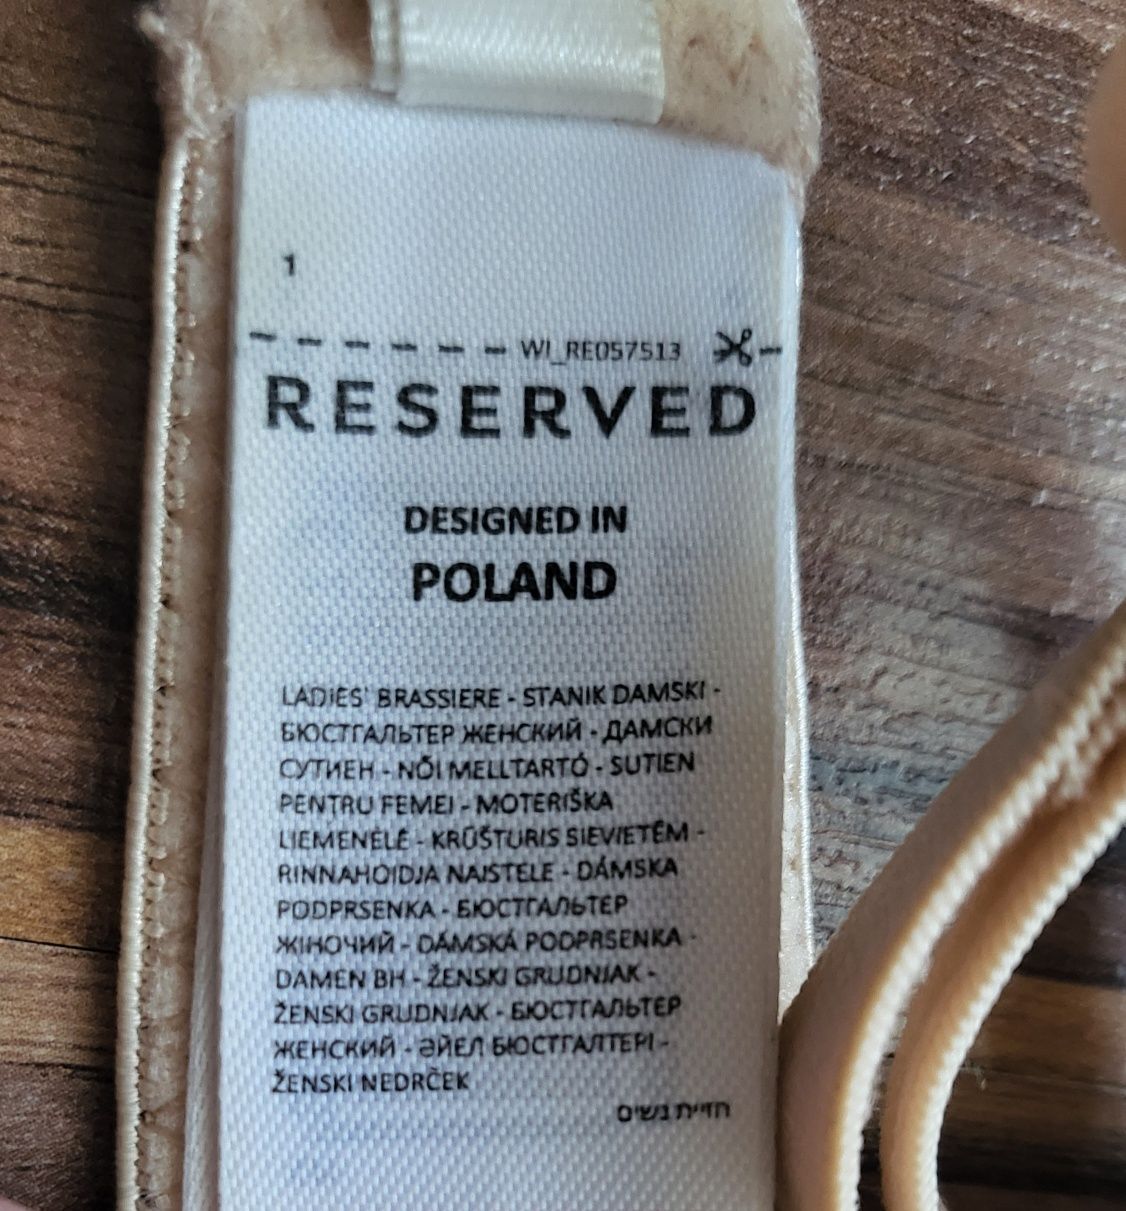 1
WI_RE057513
RESERVED
DESIGNED IN
POLAND
LADIES' BRASSIERE - STANIK DAMSKI -
БЮСТГАЛЬТЕР ЖЕНСКИЙ - ДАМСКИ
СУТИЕН - NŐI MELLTARTÓ - SUTIEN
PENTRU FEMEI - MOTERIŠKA
LIEMENĖLĖ - KRŪŠTURIS SIEVIETĒM -
RINNAHOIDJA NAISTELE - DÁMSKA
PODPRSENKA - БЮСТГАЛЬТЕР
ЖІНОЧИЙ - DÁMSKÁ PODPRSENKA -
DAMEN BH - ŽENSKI GRUDNJAK -
ŽENSKI GRUDNJAK - БЮСТГАЛЬТЕР
ЖЕНСКИЙ - ӘЙЕЛ БЮСТГАЛТЕРІ -
ŽENSKI NEDRČEK
חזיית נשים